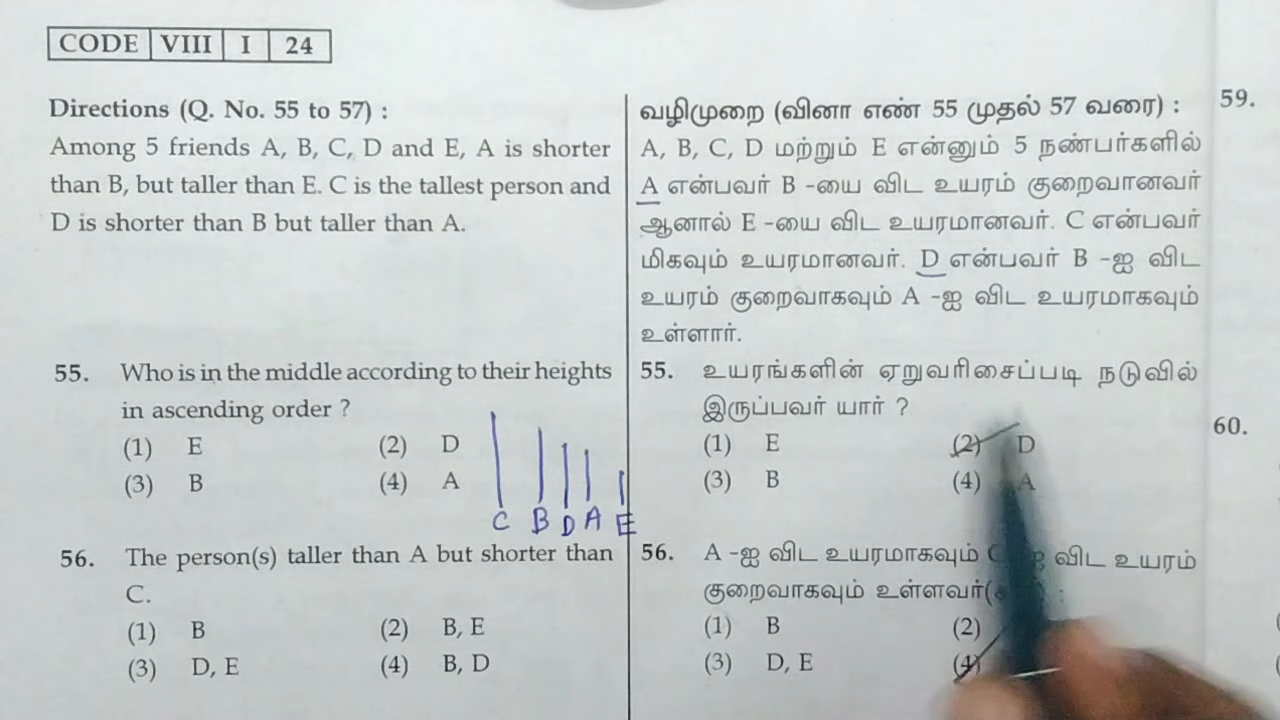 CODE VIII I 24
Directions (Q. No. 55 to 57) :
Among 5 friends A, B, C, D and E, A is shorter
than B, but taller than E. C is the tallest person and
D is shorter than B but taller than A.
55. Who is in the middle according to their heights
in ascending order ?
(1) E (2) D
(3) B (4) A
C B D A E
56. The person(s) taller than A but shorter than
C.
(1) B (2) B, E
(3) D, E (4) B, D
வழிமுறை (வினா எண் 55 முதல் 57 வரை) :
A, B, C, D மற்றும் E என்னும் 5 நண்பர்களில்
A என்பவர் B -யை விட உயரம் குறைவானவர்
ஆனால் E -யை விட உயரமானவர். C என்பவர்
மிகவும் உயரமானவர். D என்பவர் B -ஐ விட
உயரம் குறைவாகவும் A -ஐ விட உயரமாகவும்
உள்ளார்.
55. உயரங்களின் ஏறுவரிசைப்படி நடுவில்
இருப்பவர் யார் ?
(1) E (2) D
(3) B (4) A
56. A -ஐ விட உயரமாகவும் விட உயரம்
குறைவாகவும்
(1) B (2)
(3) D, E (4)
59.
60.